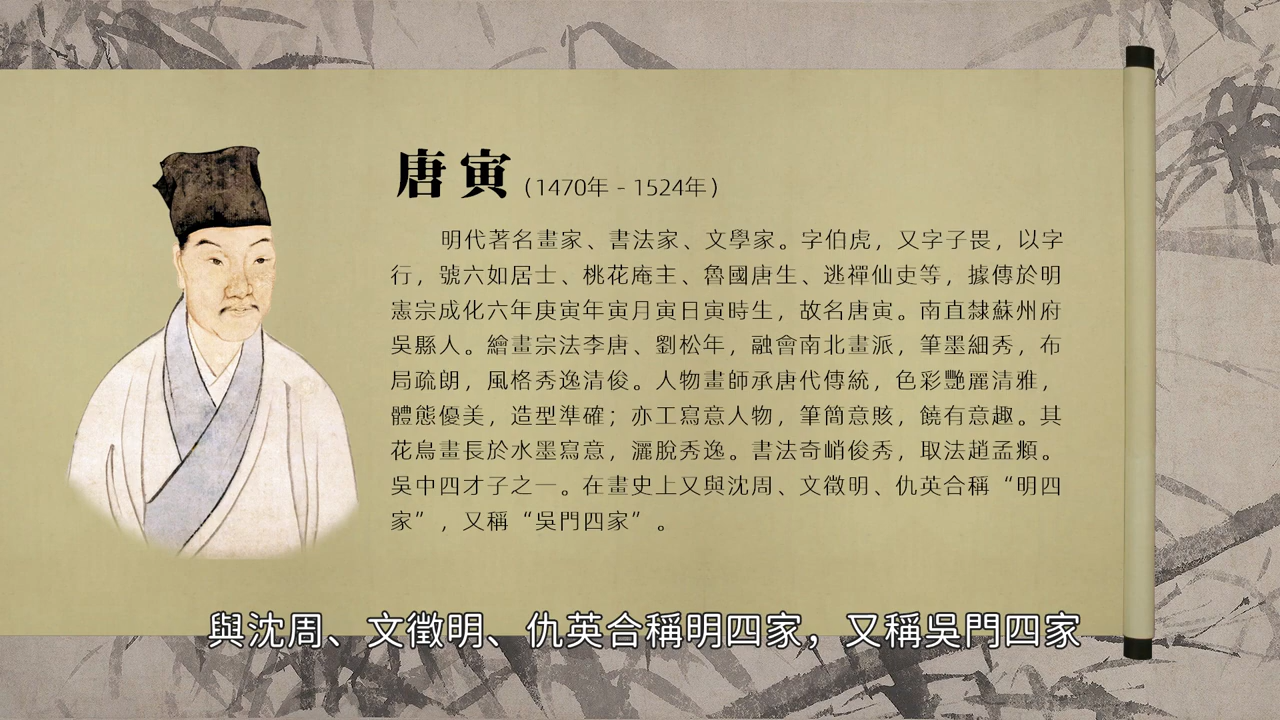 唐寅(1470年 - 1524年)
明代著名畫家、書法家、文學家。字伯虎，又字子畏，以字
行，號六如居士、桃花庵主、魯國唐生、逃禪仙吏等，據傳於明
憲宗成化六年庚寅年寅月寅日寅時生，故名唐寅。南直隸蘇州府
吳縣人。繪畫宗法李唐、劉松年，融會南北畫派，筆墨細秀，布
局疏朗，風格秀逸清俊。人物畫師承唐代傳統，色彩艷麗清雅，
體態優美，造型準確；亦工寫意人物，筆簡意賅，饒有意趣。其
花鳥畫長於水墨寫意，灑脫秀逸。書法奇峭俊秀，取法趙孟頫。
吳中四才子之一。在畫史上又與沈周、文徵明、仇英合稱“明四
家”，又稱“吳門四家”。
與沈周、文徵明、仇英合稱明四家，又稱吳門四家